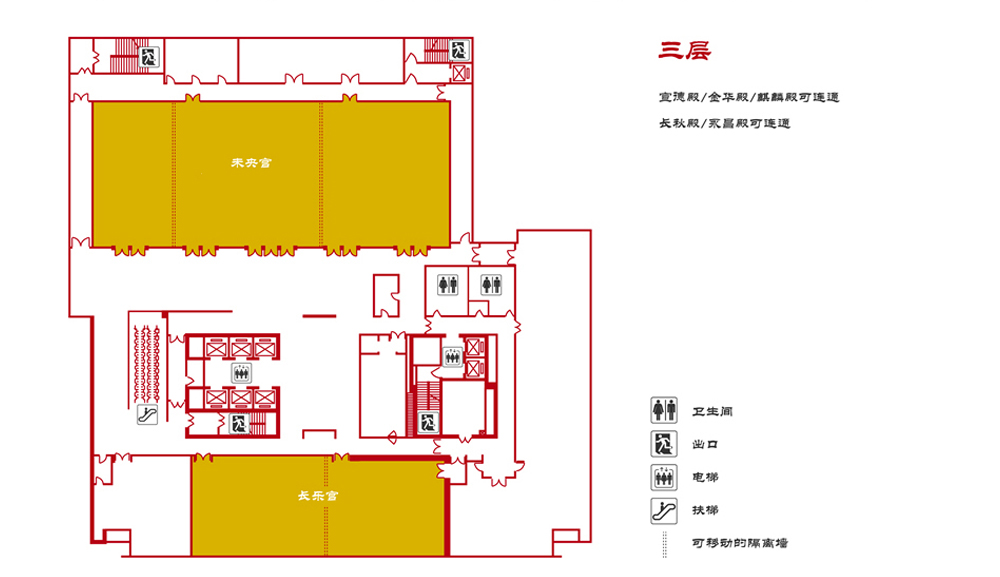 三层
宣德殿/金华殿/麒麟殿可连通
长秋殿/永昌殿可连通
未央宫
长乐宫
卫生间
出口
电梯
扶梯
可移动的隔离墙